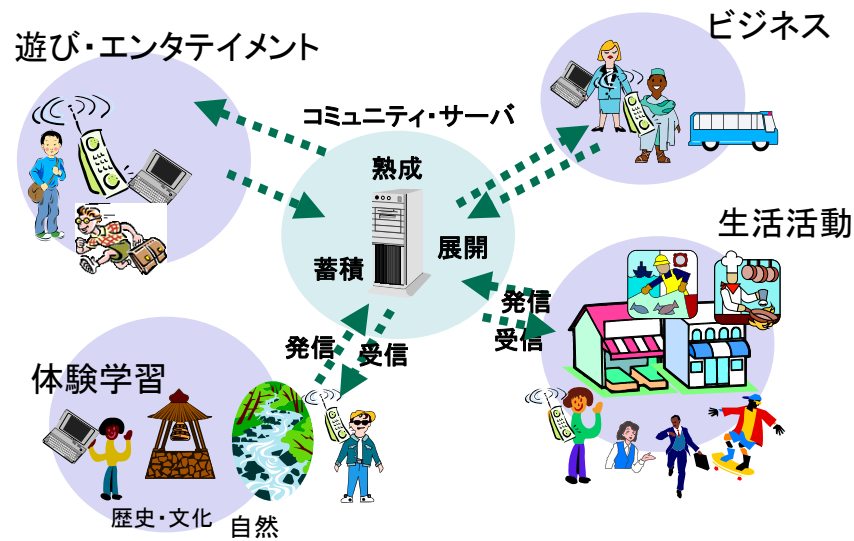 遊び・エンタテイメント
ビジネス
コミュニティ・サーバ
熟成
蓄積
展開
生活活動
発信
受信
発信
受信
体験学習
歴史・文化
自然